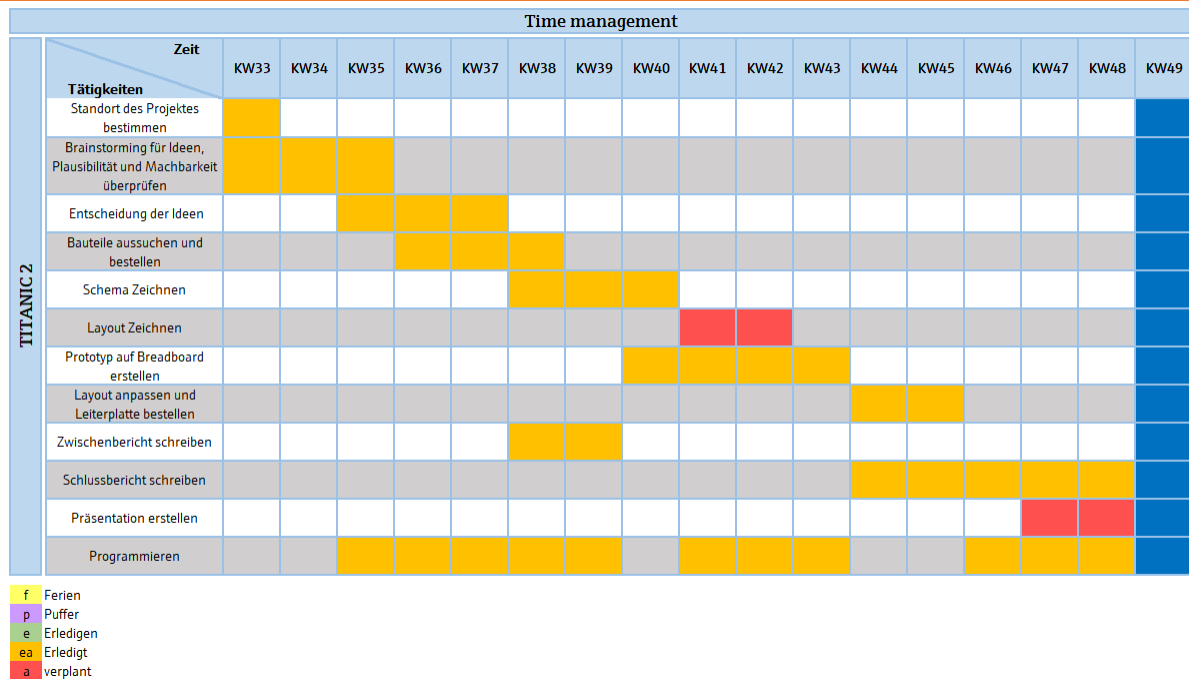 Time management
TITANIC 2
Zeit
Tätigkeiten
KW33 KW34 KW35 KW36 KW37 KW38 KW39 KW40 KW41 KW42 KW43 KW44 KW45 KW46 KW47 KW48 KW49
Standort des Projektes
bestimmen
Brainstorming für Ideen,
Plausibilität und Machbarkeit
überprüfen
Entscheidung der Ideen
Bauteile aussuchen und
bestellen
Schema Zeichnen
Layout Zeichnen
Prototyp auf Breadboard
erstellen
Layout anpassen und
Leiterplatte bestellen
Zwischenbericht schreiben
Schlussbericht schreiben
Präsentation erstellen
Programmieren
f Ferien
p Puffer
e Erledigen
ea Erledigt
a verplant